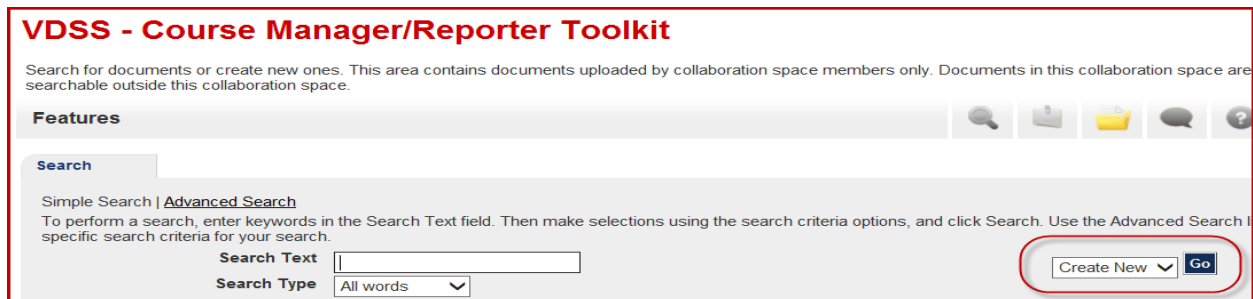 VDSS - Course Manager/Reporter Toolkit
Search for documents or create new ones. This area contains documents uploaded by collaboration space members only. Documents in this collaboration space are
searchable outside this collaboration space.
Features
?
Search
Simple Search | Advanced Search
To perform a search, enter keywords in the Search Text field. Then make selections using the search criteria options, and click Search. Use the Advanced Search
specific search criteria for your search.
Search Text
Create New Go
Search Type All words